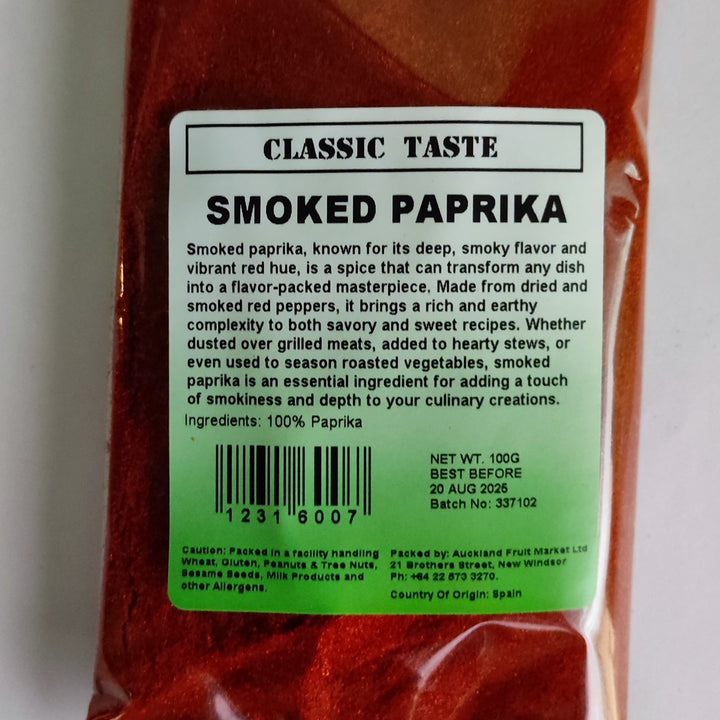 CLASSIC TASTE
SMOKED PAPRIKA
Smoked paprika, known for its deep, smoky flavor and
vibrant red hue, is a spice that can transform any dish
into a flavor-packed masterpiece. Made from dried and
smoked red peppers, it brings a rich and earthy
complexity to both savory and sweet recipes. Whether
dusted over grilled meats, added to hearty stews, or
even used to season roasted vegetables, smoked
paprika is an essential ingredient for adding a touch
of smokiness and depth to your culinary creations.
Ingredients: 100% Paprika
1231 6007
NET WT. 100G
BEST BEFORE
20 AUG 2025
Batch No: 337102
Caution: Packed in a facility handling
Wheat, Gluten, Peanuts & Tree Nuts,
Sesame Seeds, Milk Products and
other Allergens.
Packed by: Auckland Fruit Market Ltd
21 Brothers Street, New Windsor
Ph: +64 22 673 3270.
Country Of Origin: Spain